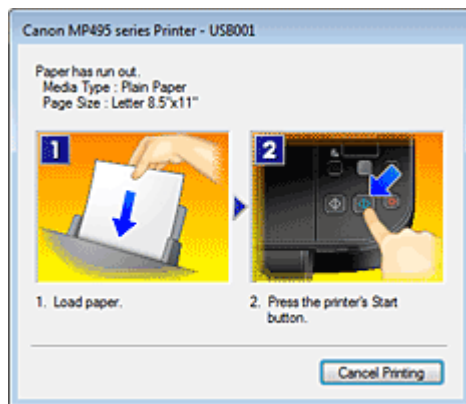 Canon MP495 series Printer - USB001
Paper has run out.
Media Type : Plain Paper
Page Size : Letter 8.5"x11"
1
2
1. Load paper.
2. Press the printer's Start
button.
Cancel Printing